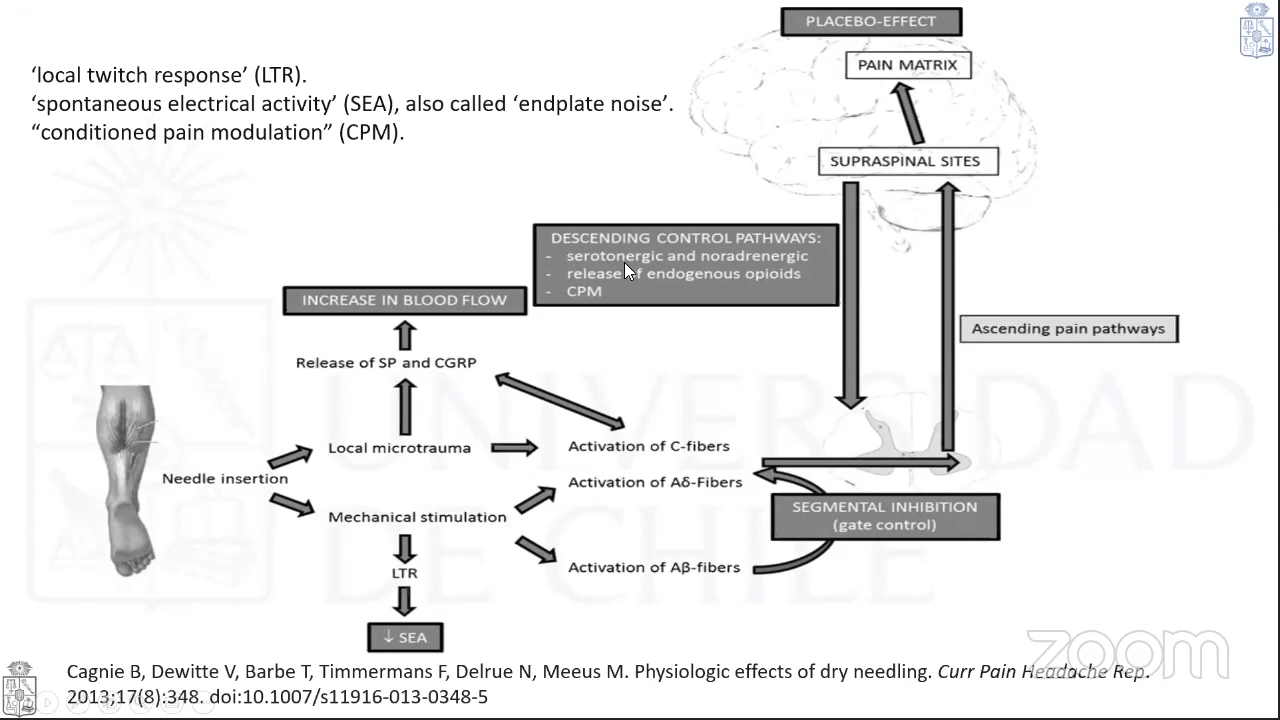 PLACEBO-EFFECT
PAIN MATRIX
‘local twitch response’ (LTR).
‘spontaneous electrical activity’ (SEA), also called ‘endplate noise’.
“conditioned pain modulation” (CPM).
SUPRASPINAL SITES
DESCENDING CONTROL PATHWAYS:
- serotonergic and noradrenergic
- release of endogenous opioids
- CPM
INCREASE IN BLOOD FLOW
Ascending pain pathways
Release of SP and CGRP
Local microtrauma
Activation of C-fibers
Needle insertion
Activation of Aδ-Fibers
SEGMENTAL INHIBITION
(gate control)
Mechanical stimulation
Activation of Aβ-fibers
LTR
↓ SEA
UNIVERSIDAD
DE CHILE
zoom
Cagnie B, Dewitte V, Barbe T, Timmermans F, Delrue N, Meeus M. Physiologic effects of dry needling. Curr Pain Headache Rep.
2013;17(8):348. doi:10.1007/s11916-013-0348-5